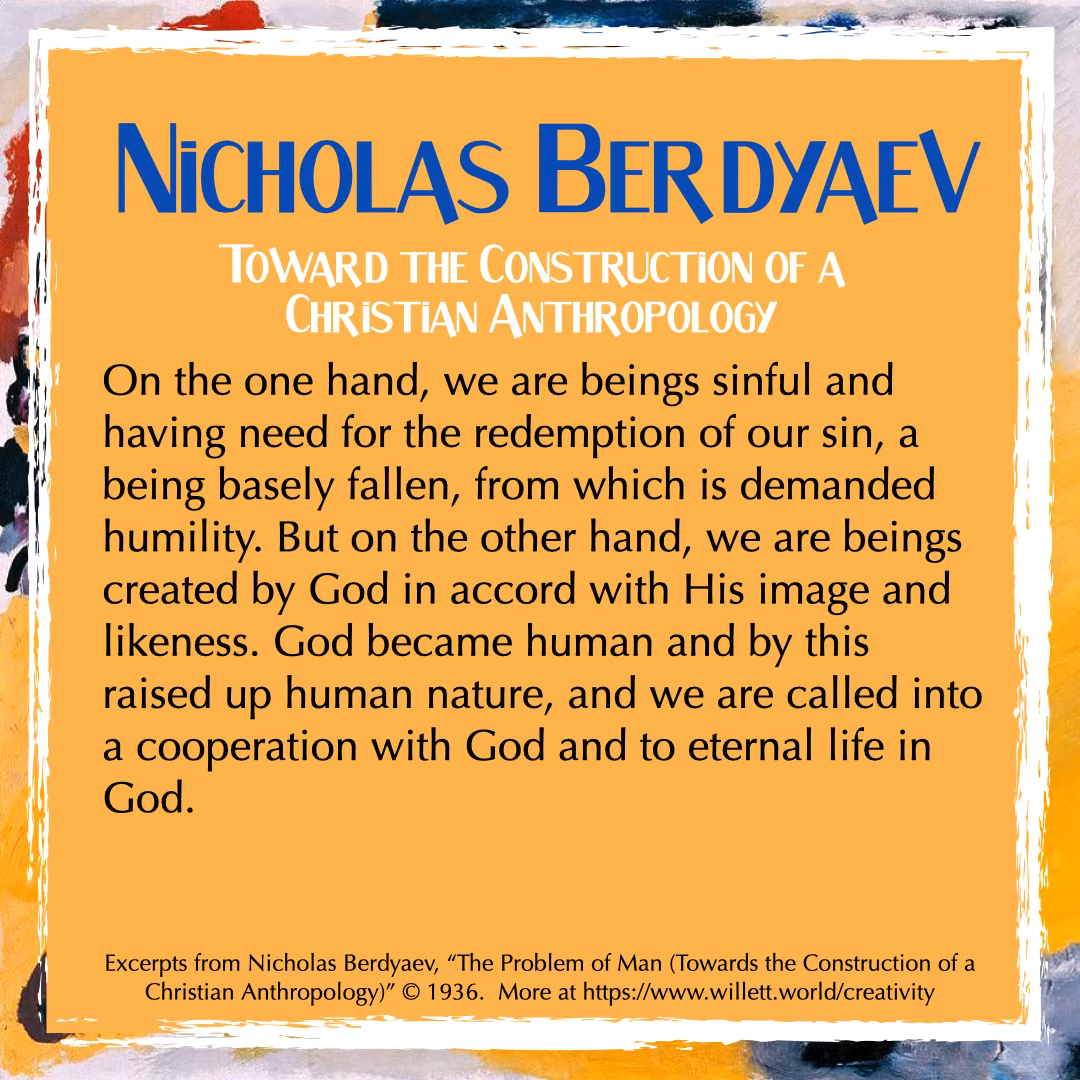 Nicholas Berdyaev
Toward the Construction of a
Christian Anthropology
On the one hand, we are beings sinful and
having need for the redemption of our sin, a
being basely fallen, from which is demanded
humility. But on the other hand, we are beings
created by God in accord with His image and
likeness. God became human and by this
raised up human nature, and we are called into
a cooperation with God and to eternal life in
God.
Excerpts from Nicholas Berdyaev, “The Problem of Man (Towards the Construction of a
Christian Anthropology)” © 1936.  More at https://www.willett.world/creativity